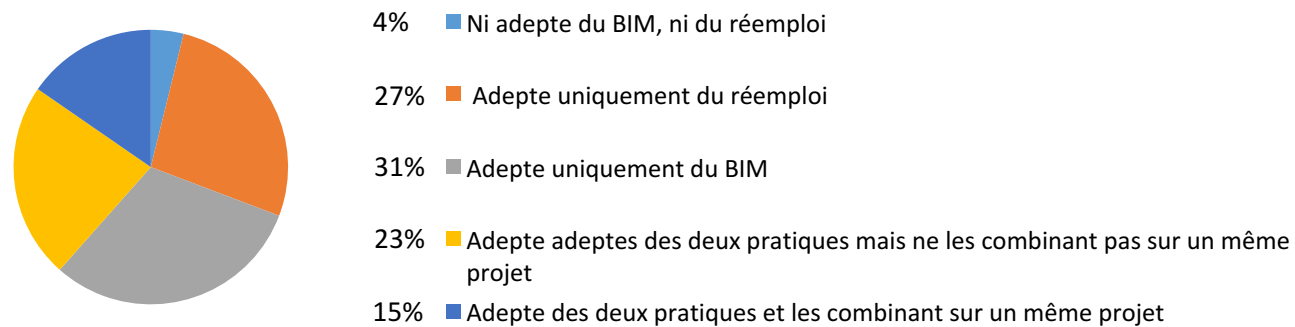 4% Ni adepte du BIM, ni du réemploi
27% Adepte uniquement du réemploi
31% Adepte uniquement du BIM
23% Adepte adeptes des deux pratiques mais ne les combinant pas sur un même
projet
15% Adepte des deux pratiques et les combinant sur un même projet